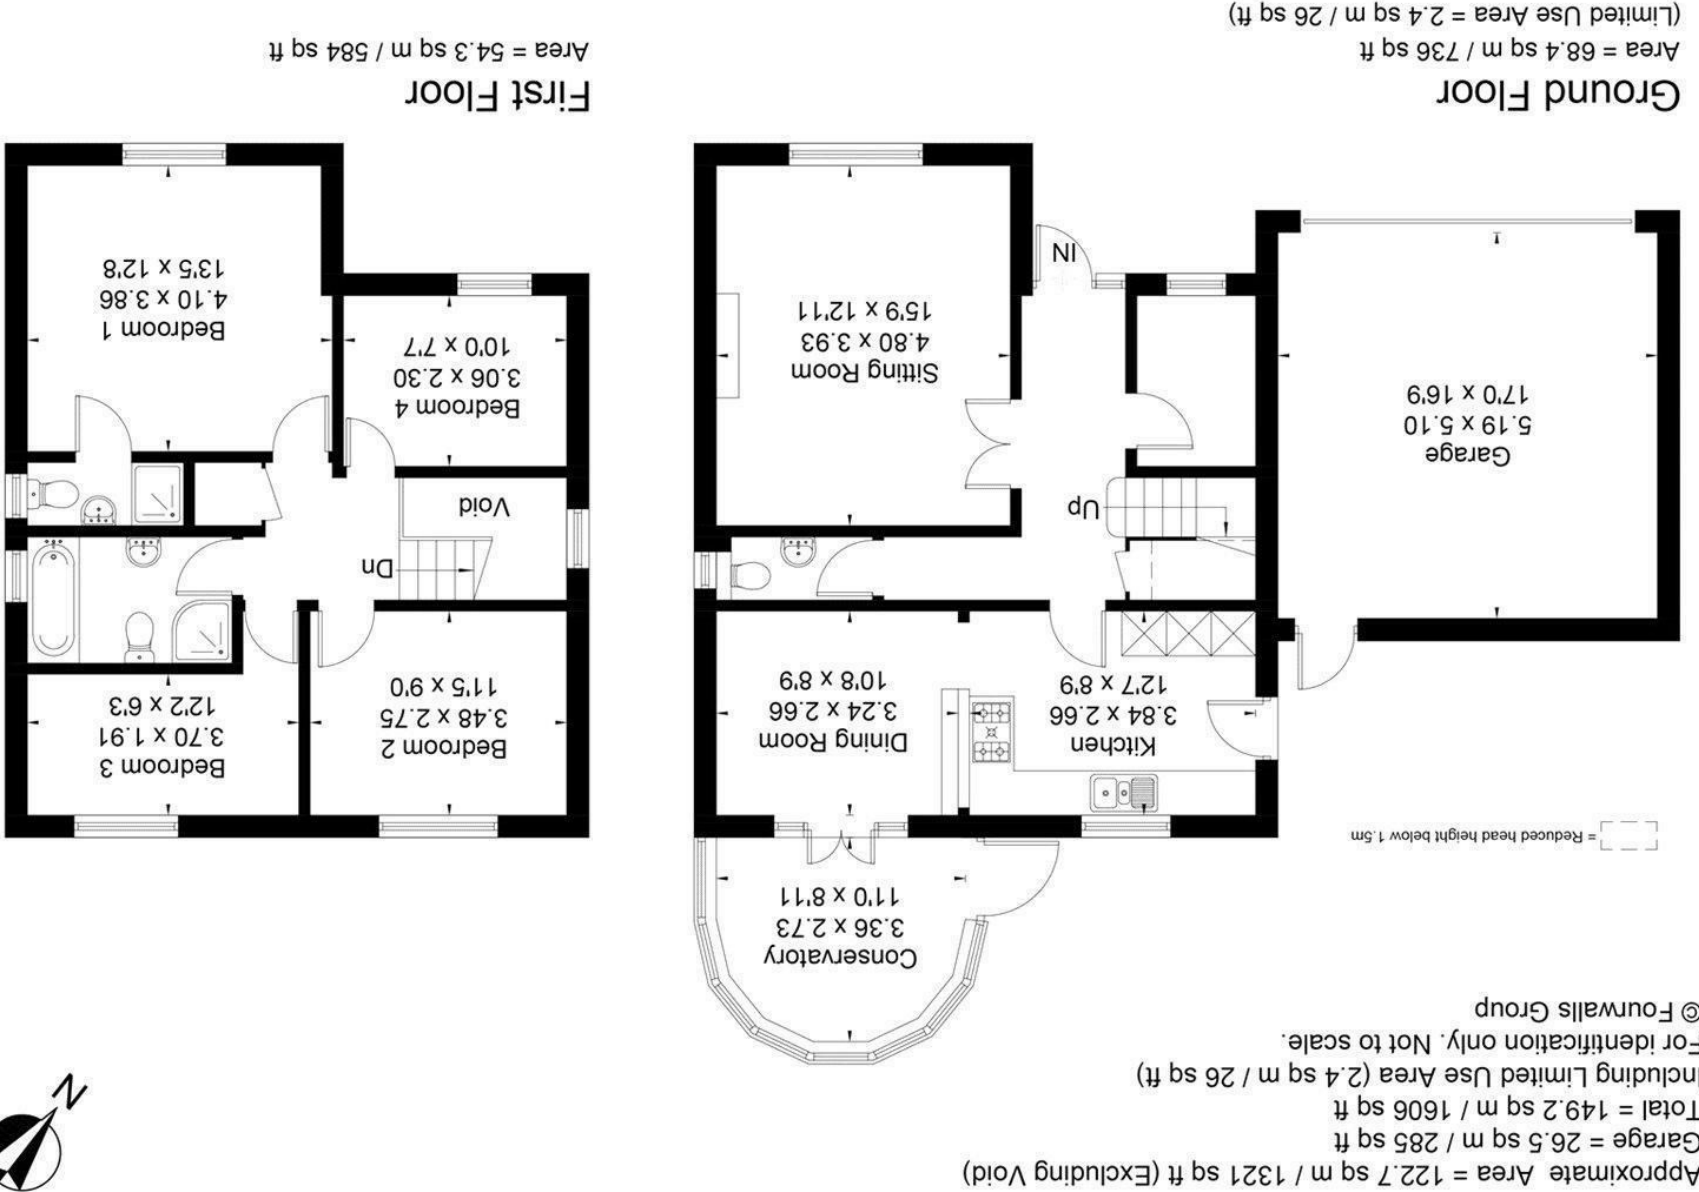 Approximate Area = 122.7 sq m / 1321 sq ft (Excluding Void)
Garage = 26.5 sq m / 285 sq ft
Total = 149.2 sq m / 1606 sq ft
Including Limited Use Area (2.4 sq m / 26 sq ft)
For identification only. Not to scale.
© Fourwalls Group
N
Conservatory
3.36 x 2.73
11'0 x 8'11
= Reduced head height below 1.5m
Kitchen
3.84 x 2.66
12'7 x 8'9
Dining Room
3.24 x 2.66
10'8 x 8'9
Garage
5.19 x 5.10
17'0 x 16'9
Up
Sitting Room
4.80 x 3.93
15'9 x 12'11
IN
Ground Floor
Area = 68.4 sq m / 736 sq ft
(Limited Use Area = 2.4 sq m / 26 sq ft)
Bedroom 2
3.48 x 2.75
11'5 x 9'0
Bedroom 3
3.70 x 1.91
12'2 x 6'3
Dn
Void
Bedroom 4
3.06 x 2.30
10'0 x 7'7
Bedroom 1
4.10 x 3.86
13'5 x 12'8
First Floor
Area = 54.3 sq m / 584 sq ft